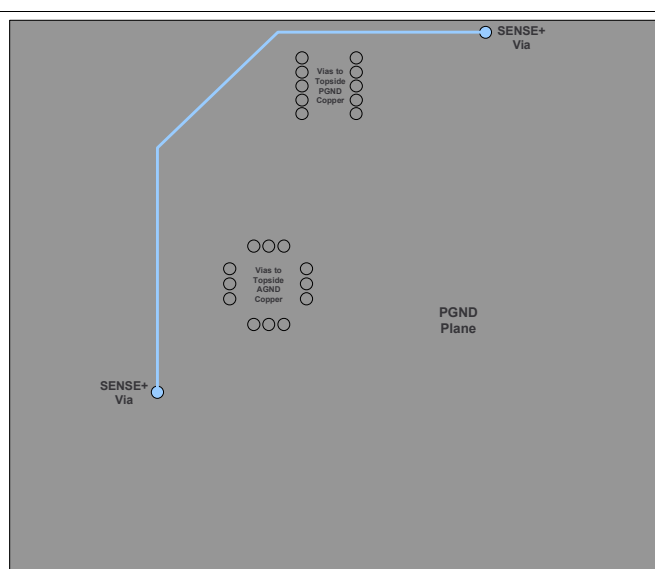 SENSE+
Via
Vias to
Topside
PGND
Copper
Vias to
Topside
AGND
Copper
PGND
Plane
SENSE+
Via